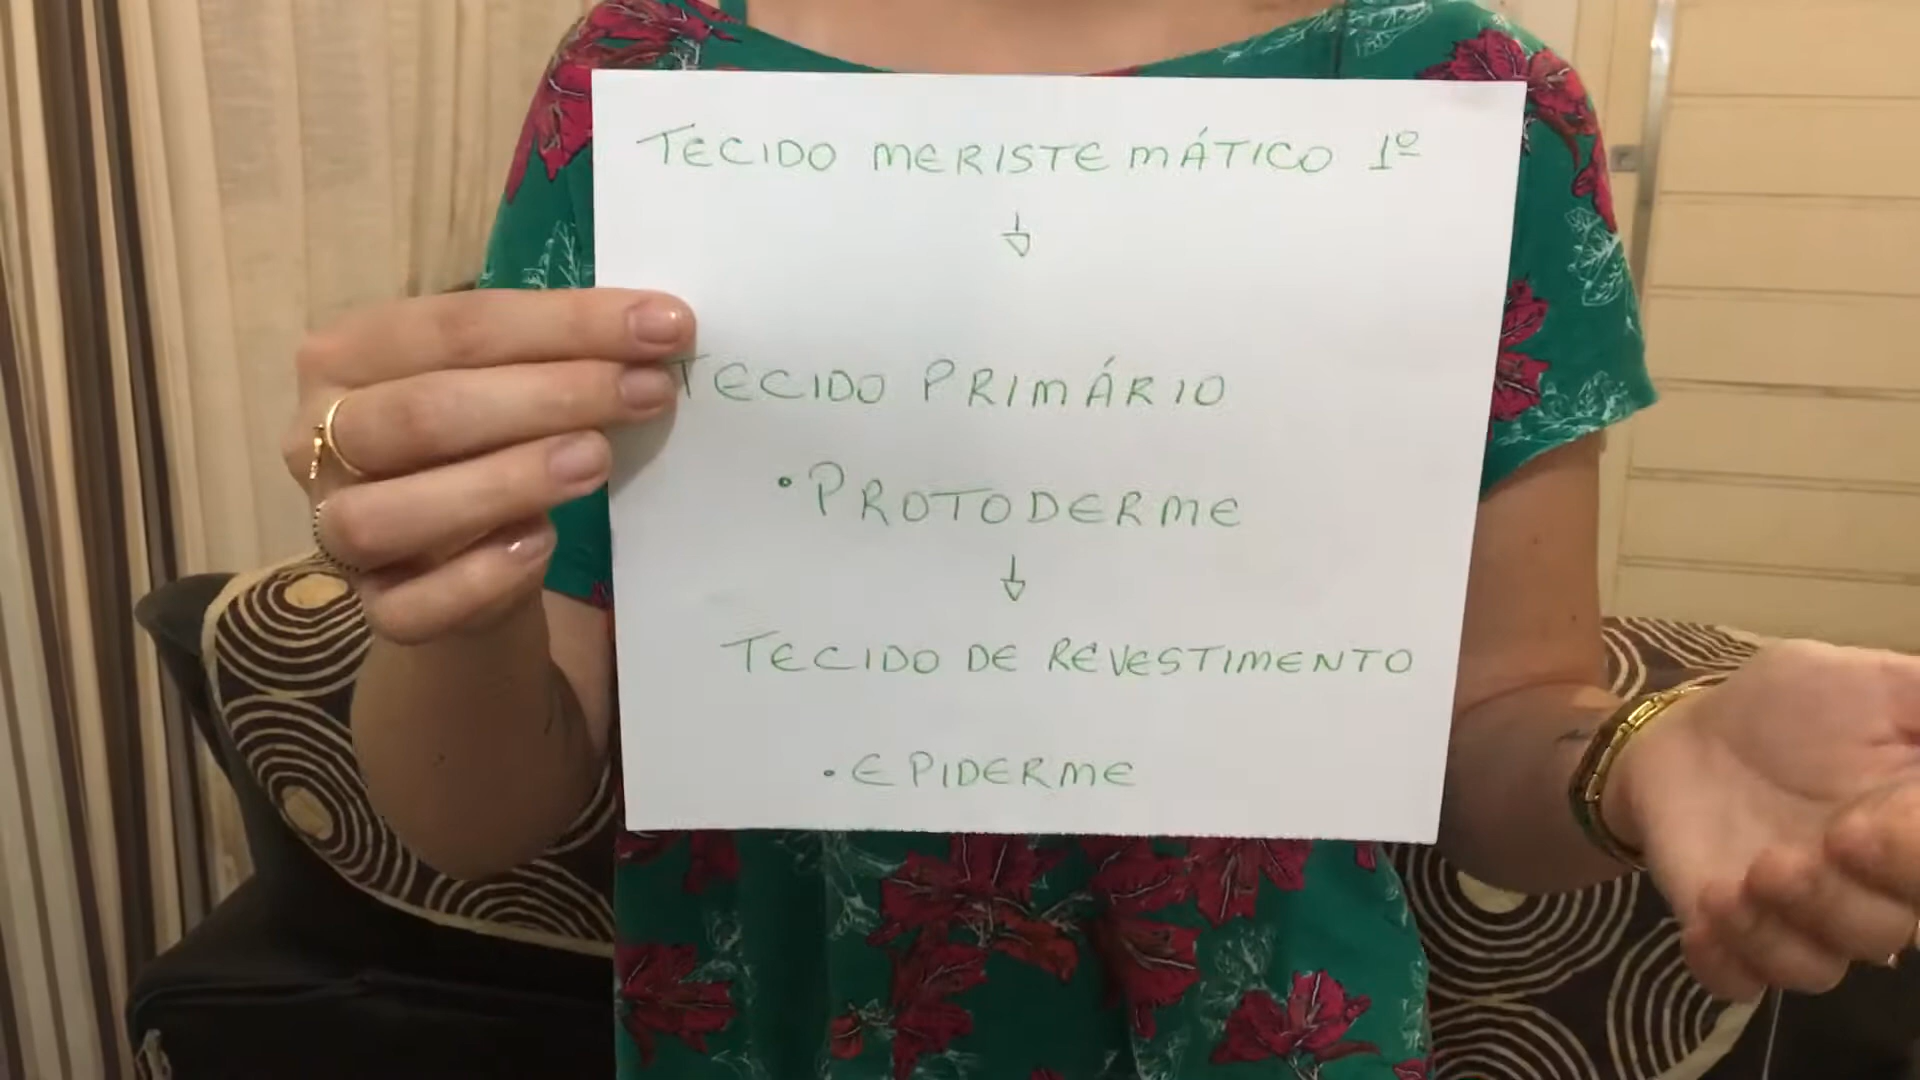 TECIDO MERISTEMÁTICO 1º
TECIDO PRIMÁRIO
• PROTODERME
TECIDO DE REVESTIMENTO
• EPIDERME